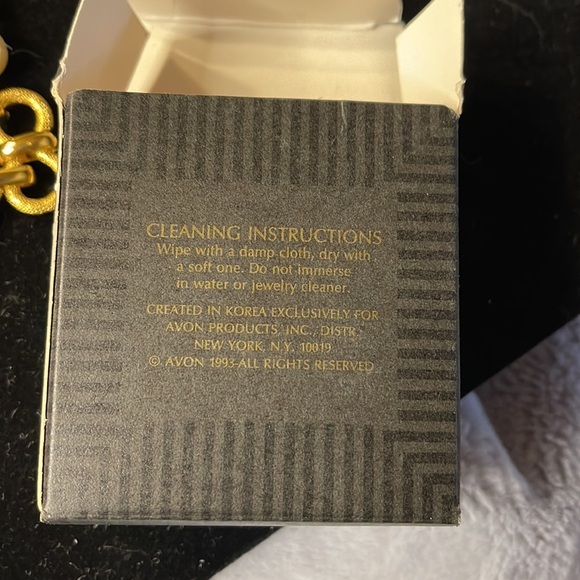 CLEANING INSTRUCTIONS
Wipe with a damp cloth, dry with
a soft one. Do not immerse
in water or jewelry cleaner.
CREATED IN KOREA EXCLUSIVELY FOR
AVON PRODUCTS, INC., DISTR.
NEW YORK, N.Y. 10019
©, AVON 1993-ALL RIGHTS RESERVED